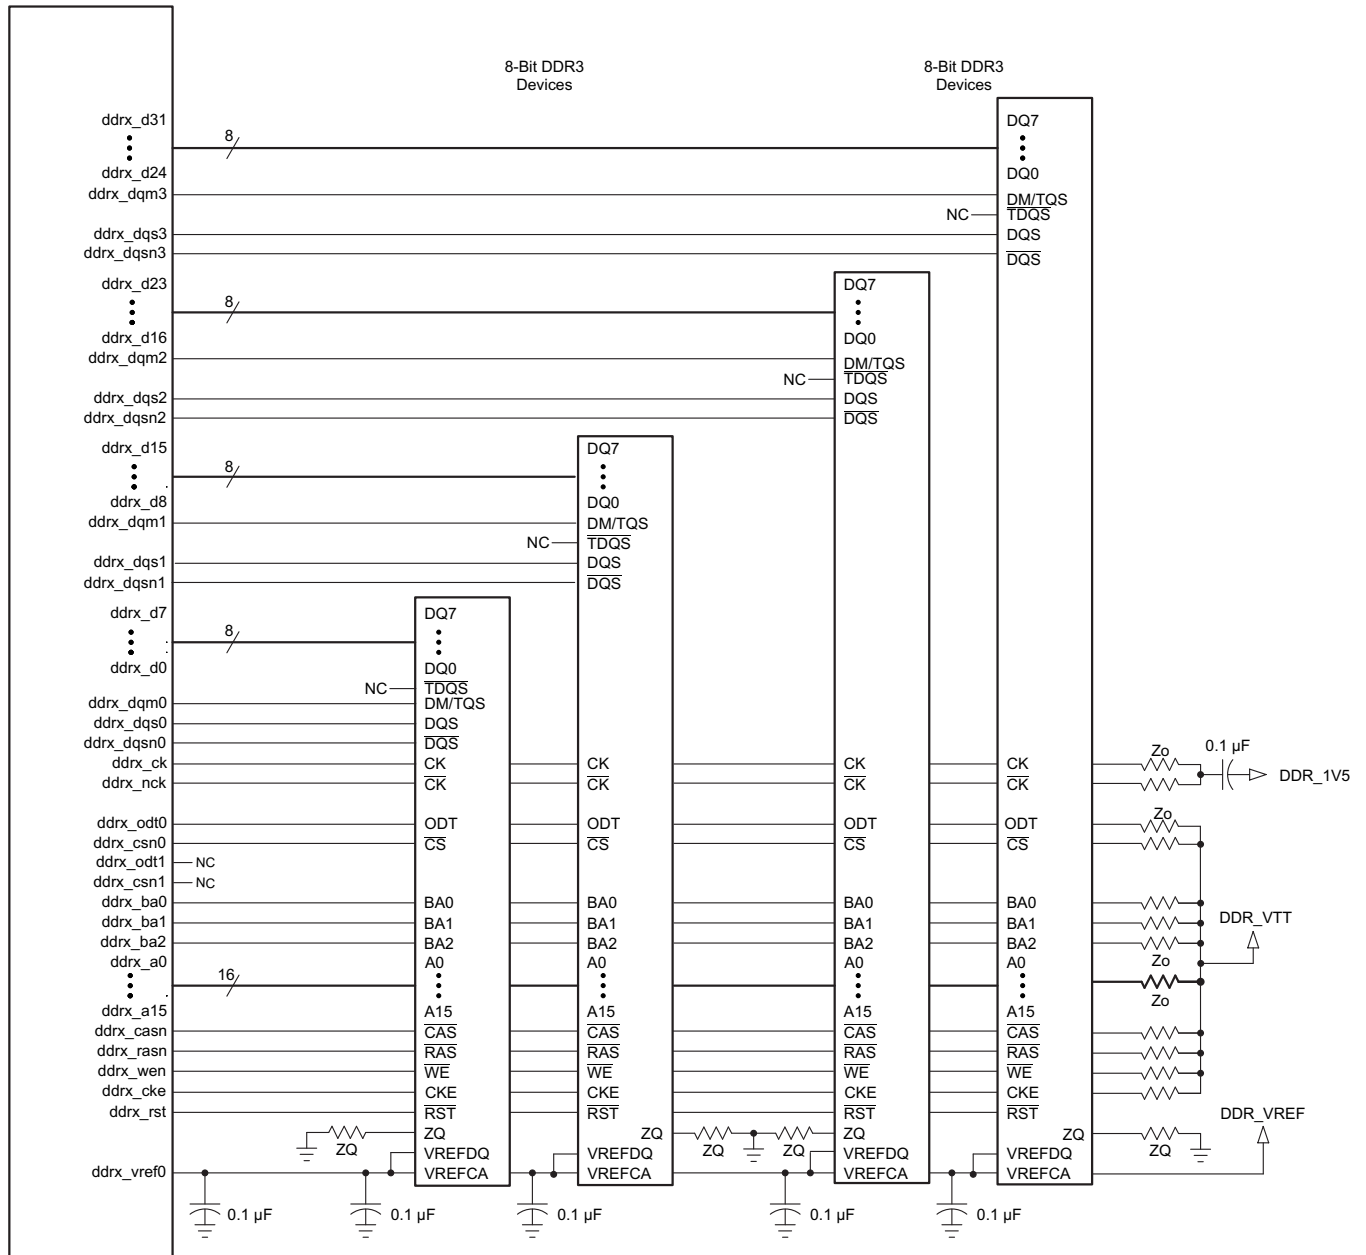 8-Bit DDR3
Devices
8-Bit DDR3
Devices
ddrx_d31
8
DQ7
ddrx_d24
DQ0
ddrx_dqm3
DM/TQS
NC
TDQS
ddrx_dqs3
DQS
ddrx_dqsn3
DQS
ddrx_d23
8
DQ7
ddrx_d16
DQ0
ddrx_dqm2
DM/TQS
NC
TDQS
ddrx_dqs2
DQS
ddrx_dqsn2
DQS
ddrx_d15
8
DQ7
ddrx_d8
DQ0
ddrx_dqm1
DM/TQS
NC
TDQS
ddrx_dqs1
DQS
ddrx_dqsn1
DQS
ddrx_d7
8
DQ7
ddrx_d0
DQ0
NC
TDQS
ddrx_dqm0
DM/TQS
ddrx_dqs0
DQS
ddrx_dqsn0
DQS
ddrx_ck CK CK CK CK Zo 0.1 µF
ddrx_nck CK CK CK CK DDR_1V5
ddrx_odt0 ODT ODT ODT ODT Zo
ddrx_csn0 CS CS CS CS
ddrx_odt1 NC
ddrx_csn1 NC
ddrx_ba0 BA0 BA0 BA0 BA0
ddrx_ba1 BA1 BA1 BA1 BA1 DDR_VTT
ddrx_ba2 BA2 BA2 BA2 BA2
ddrx_a0 A0 A0 A0 A0 Zo
16
Zo
ddrx_a15 A15 A15 A15 A15
ddrx_casn CAS CAS CAS CAS
ddrx_rasn RAS RAS RAS RAS
ddrx_wen WE WE WE WE
ddrx_cke CKE CKE CKE CKE
ddrx_rst RST RST RST RST DDR_VREF
ZQ ZQ ZQ ZQ
ZQ ZQ ZQ ZQ
VREFDQ VREFDQ VREFDQ VREFDQ
ddrx_vref0 VREFCA VREFCA VREFCA VREFCA
0.1 µF 0.1 µF 0.1 µF 0.1 µF 0.1 µF